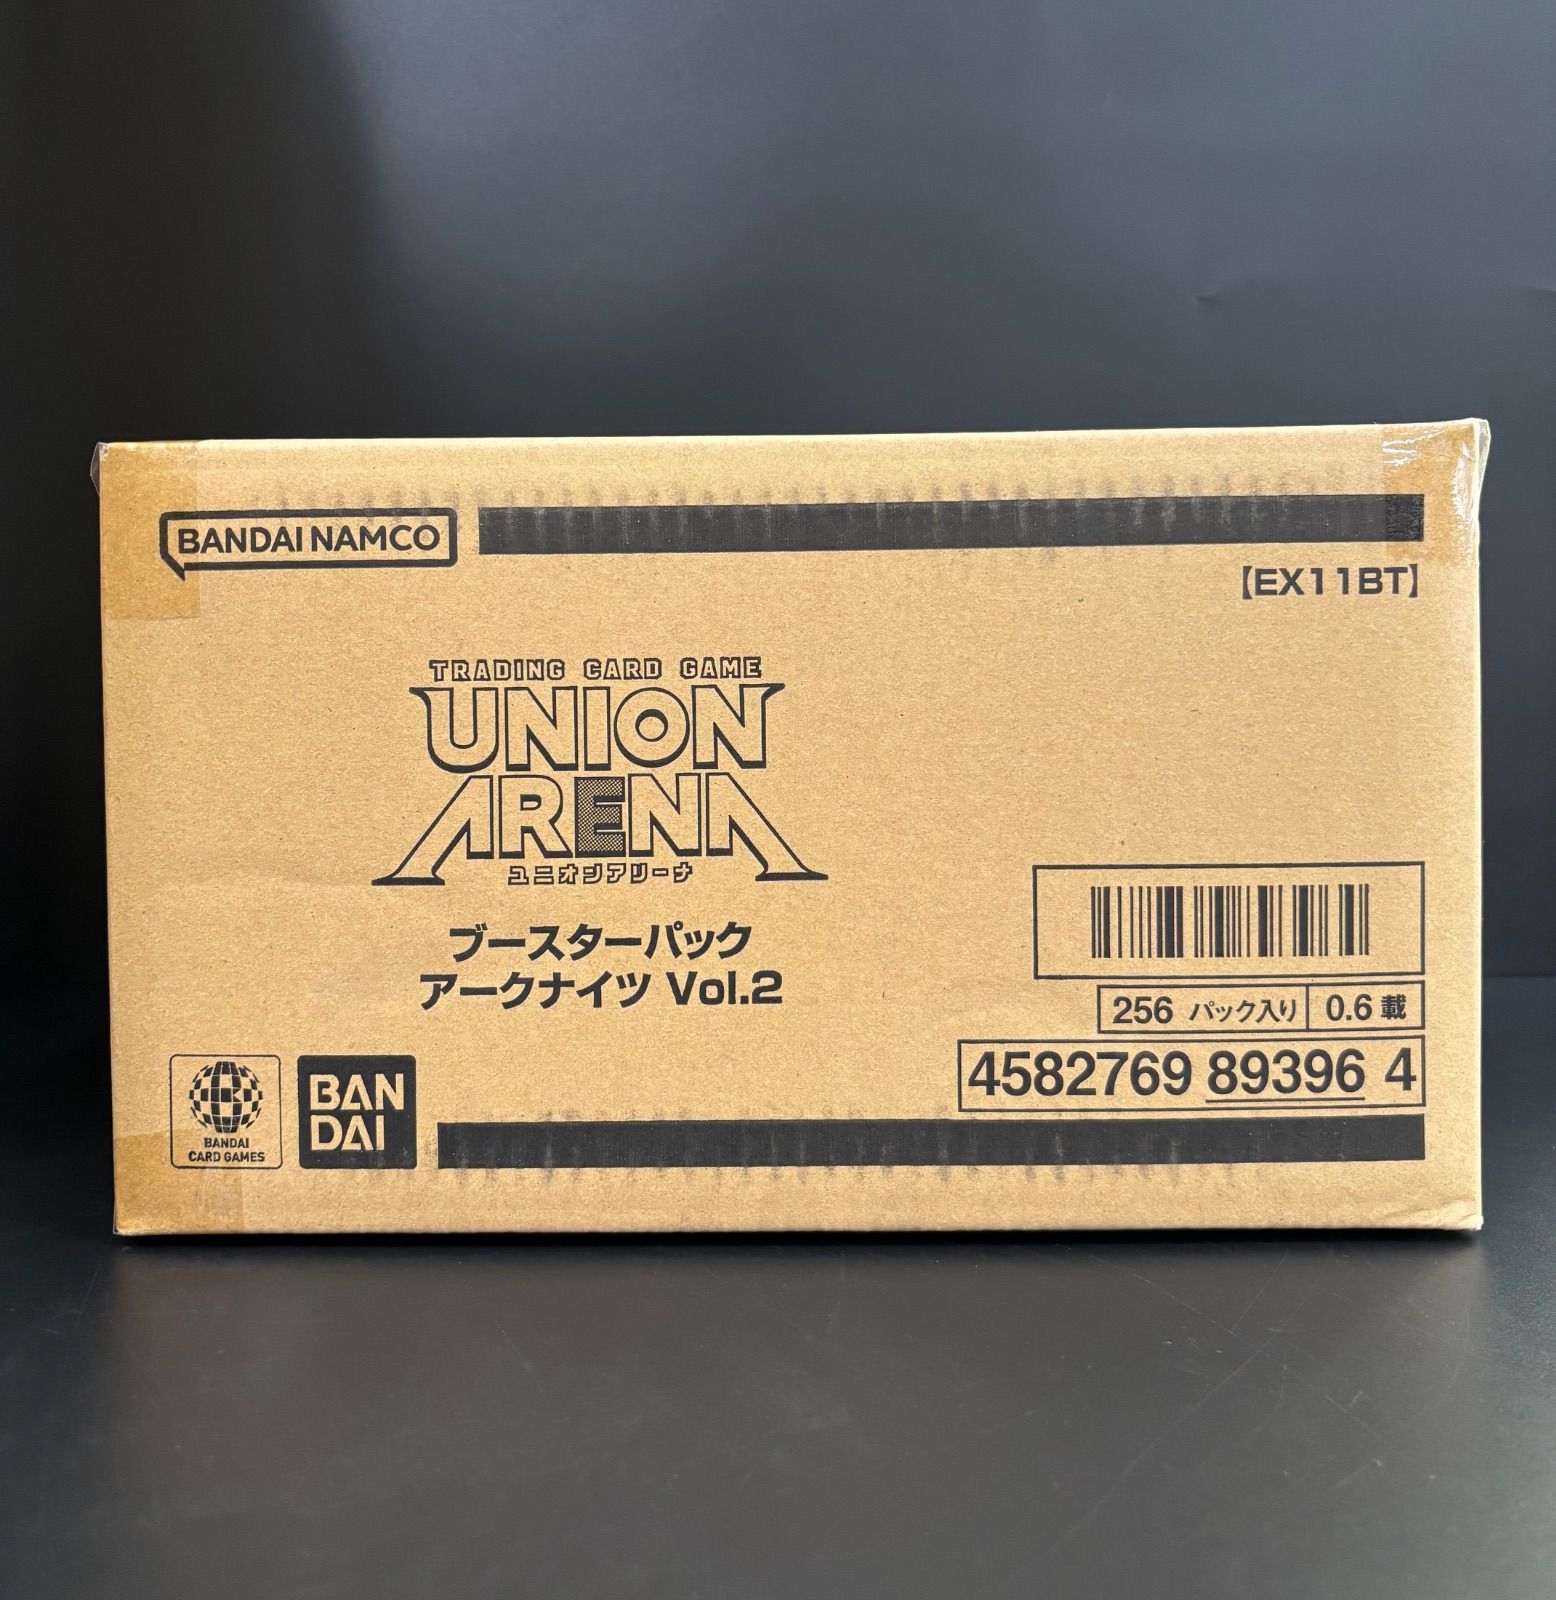 BANDAI NAMCO
【EX11BT】
TRADING CARD GAME
UNION
ARENA
ユニオンアリーナ
ブースターパック
アークナイツ Vol.2
256 パック入り 0.6 載
4582769 89396 4
BANDAI
CARD GAMES
BAN
DAI